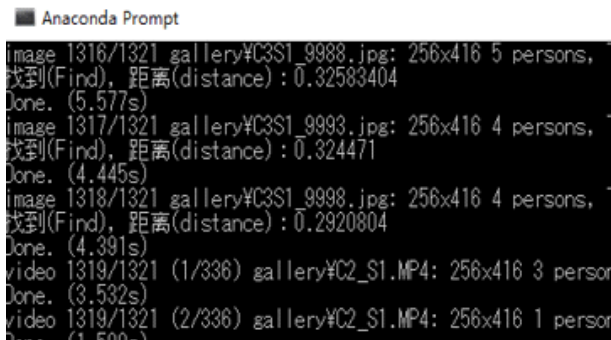 Anaconda Prompt
image 1316/1321 gallery¥C3S1_9988.jpg: 256x416 5 persons,
找到(Find), 距离(distance):0.32583404
Done. (5.577s)
image 1317/1321 gallery¥C3S1_9993.jpg: 256x416 4 persons,
找到(Find), 距离(distance):0.324471
Done. (4.445s)
image 1318/1321 gallery¥C3S1_9998.jpg: 256x416 4 persons,
找到(Find), 距离(distance):0.2920804
Done. (4.391s)
video 1319/1321 (1/336) gallery¥C2_S1.MP4: 256x416 3 person
Done. (3.532s)
video 1319/1321 (2/336) gallery¥C2_S1.MP4: 256x416 1 person